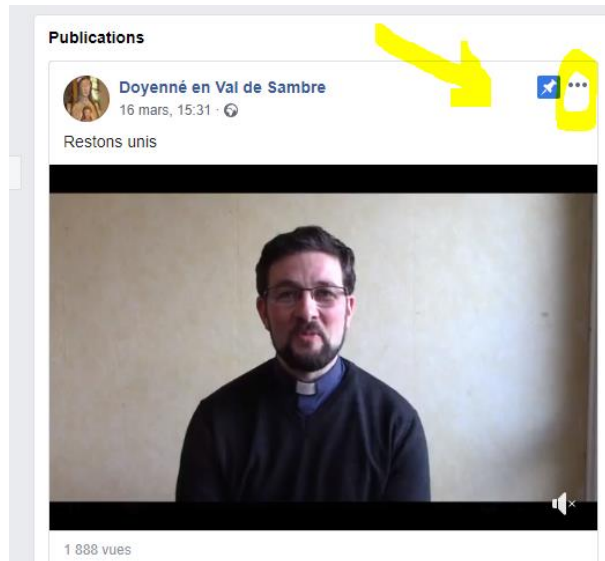 Publications
Doyenné en Val de Sambre
16 mars, 15:31 ·
Restons unis
1 888 vues